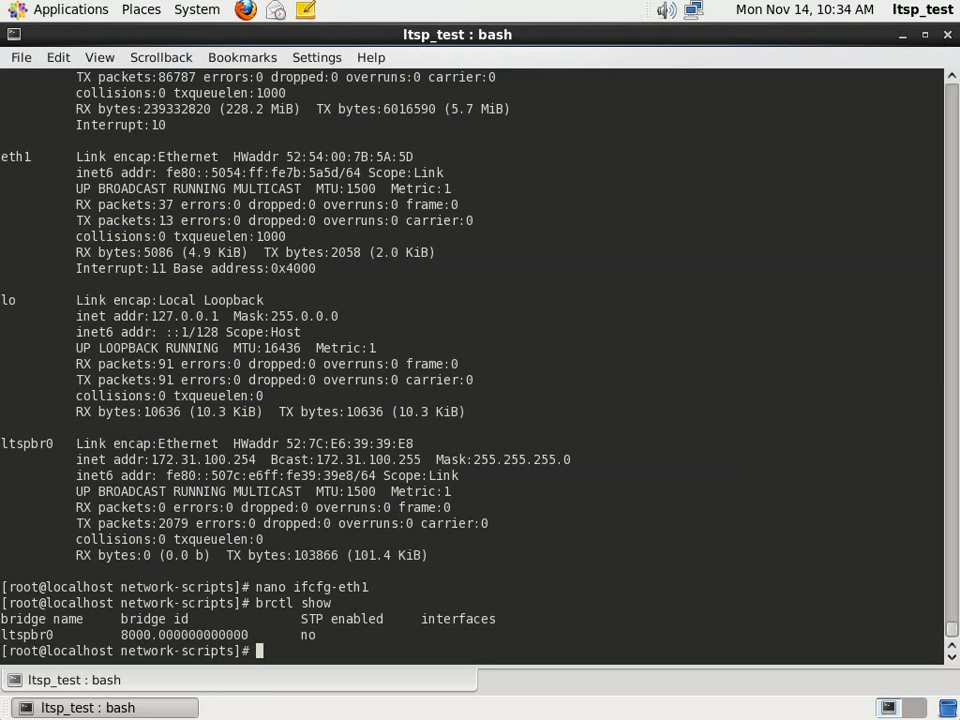 Applications Places System Mon Nov 14, 10:34 AM ltsp_test
ltsp_test : bash
File Edit View Scrollback Bookmarks Settings Help
TX packets:86787 errors:0 dropped:0 overruns:0 carrier:0
collisions:0 txqueuelen:1000
RX bytes:239332820 (228.2 MiB)  TX bytes:6016590 (5.7 MiB)
Interrupt:10
eth1 Link encap:Ethernet  HWaddr 52:54:00:7B:5A:5D
inet6 addr: fe80::5054:ff:fe7b:5a5d/64 Scope:Link
UP BROADCAST RUNNING MULTICAST  MTU:1500  Metric:1
RX packets:37 errors:0 dropped:0 overruns:0 frame:0
TX packets:13 errors:0 dropped:0 overruns:0 carrier:0
collisions:0 txqueuelen:1000
RX bytes:5086 (4.9 KiB)  TX bytes:2058 (2.0 KiB)
Interrupt:11 Base address:0x4000
lo Link encap:Local Loopback
inet addr:127.0.0.1  Mask:255.0.0.0
inet6 addr: ::1/128 Scope:Host
UP LOOPBACK RUNNING  MTU:16436  Metric:1
RX packets:91 errors:0 dropped:0 overruns:0 frame:0
TX packets:91 errors:0 dropped:0 overruns:0 carrier:0
collisions:0 txqueuelen:0
RX bytes:10636 (10.3 KiB)  TX bytes:10636 (10.3 KiB)
ltspbr0 Link encap:Ethernet  HWaddr 52:7C:E6:39:39:E8
inet addr:172.31.100.254  Bcast:172.31.100.255  Mask:255.255.255.0
inet6 addr: fe80::507c:e6ff:fe39:39e8/64 Scope:Link
UP BROADCAST RUNNING MULTICAST  MTU:1500  Metric:1
RX packets:0 errors:0 dropped:0 overruns:0 frame:0
TX packets:2079 errors:0 dropped:0 overruns:0 carrier:0
collisions:0 txqueuelen:0
RX bytes:0 (0.0 b)  TX bytes:103866 (101.4 KiB)
[root@localhost network-scripts]# nano ifcfg-eth1
[root@localhost network-scripts]# brctl show
bridge name bridge id STP enabled interfaces
ltspbr0 8000.000000000000 no
[root@localhost network-scripts]#
ltsp_test : bash
ltsp_test : bash